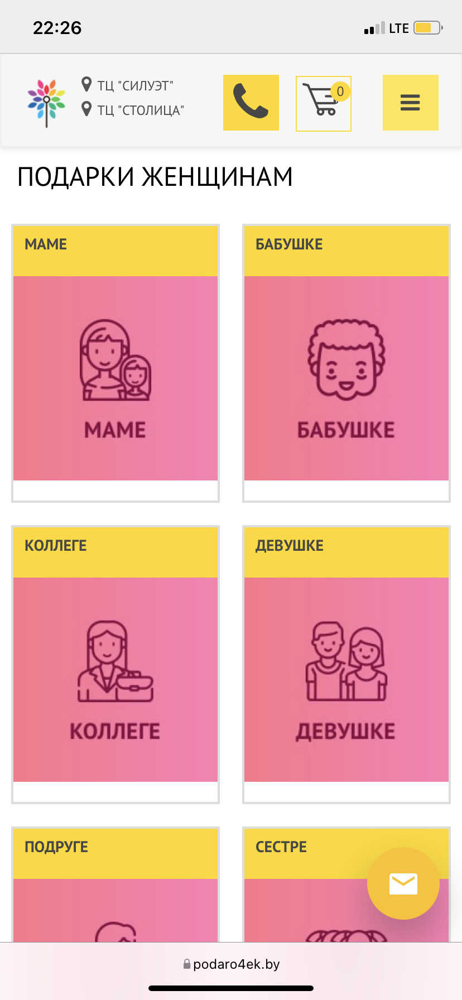 22:26
LTE
ТЦ "СИЛУЭТ"
ТЦ "СТОЛИЦА"
0
ПОДАРКИ ЖЕНЩИНАМ
МАМЕ
БАБУШКЕ
МАМЕ
БАБУШКЕ
КОЛЛЕГЕ
ДЕВУШКЕ
КОЛЛЕГЕ
ДЕВУШКЕ
ПОДРУГЕ
СЕСТРЕ
podaro4ek.by